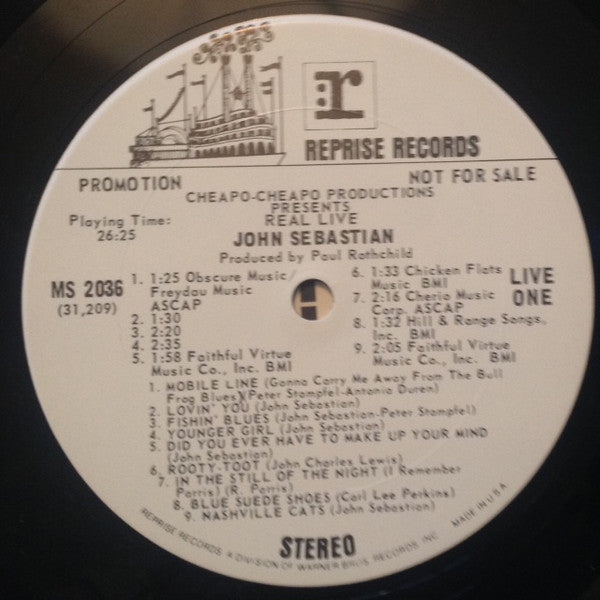 :r
REPRISE RECORDS
PROMOTION
NOT FOR SALE
CHEAPO-CHEAPO PRODUCTIONS
PRESENTS
REAL LIVE
JOHN SEBASTIAN
Produced by Paul Rothchild
Playing Time:
26:25
MS 2036
(31,209)
1. 1:25 Obscure Music/
Freydau Music
ASCAP
2. 1:30
3. 2:20
4. 2:35
5. 1:58 Faithful Virtue
Music Co., Inc. BMI
6. 1:33 Chicken Flats
Music BMI
7. 2:16 Cherio Music
Corp. ASCAP
8. 1:32 Hill & Range Songs,
Inc. BMI
9. 2:05 Faithful Virtue
Music Co., Inc. BMI
LIVE
ONE
1. MOBILE LINE (Gonna Carry Me Away From The Bull
Frog Blues)(Peter Stampfel-Antonia Duren)
2. LOVIN' YOU (John Sebastian)
3. FISHIN' BLUES (John Sebastian-Peter Stampfel)
4. YOUNGER GIRL (John Sebastian)
5. DID YOU EVER HAVE TO MAKE UP YOUR MIND
(John Sebastian)
6. ROOTY-TOOT (John Charles Lewis)
7. IN THE STILL OF THE NIGHT (I Remember
Parris) (R. Parris)
8. BLUE SUEDE SHOES (Carl Lee Perkins)
9. NASHVILLE CATS (John Sebastian)
STEREO
REPRISE RECORDS, A DIVISION OF WARNER BROS. RECORDS, INC. MADE IN U.S.A.